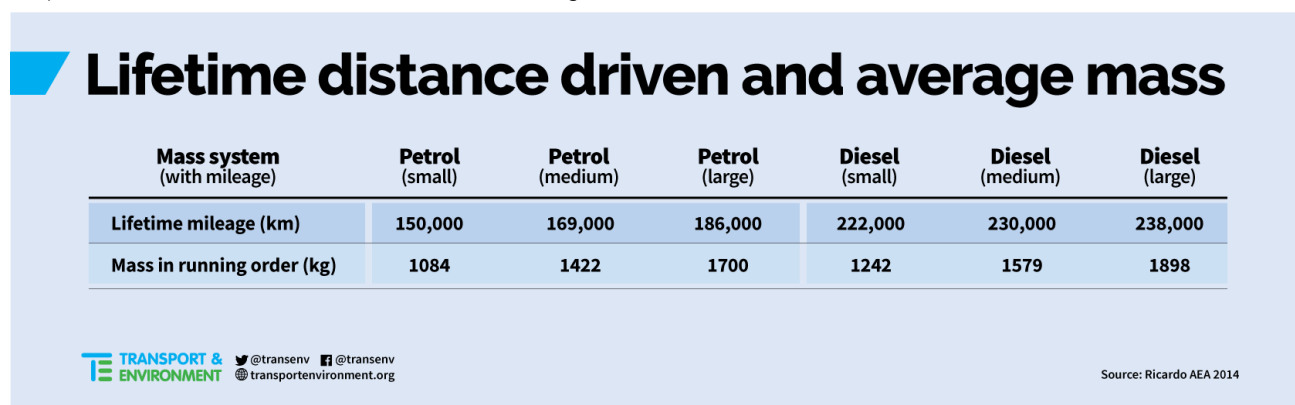 Lifetime distance driven and average mass
Mass system Petrol Petrol Petrol Diesel Diesel Diesel
(with mileage) (small) (medium) (large) (small) (medium) (large)
Lifetime mileage (km) 150,000 169,000 186,000 222,000 230,000 238,000
Mass in running order (kg) 1084 1422 1700 1242 1579 1898
TRANSPORT & @transenv @transenv
ENVIRONMENT transportenvironment.org
Source: Ricardo AEA 2014